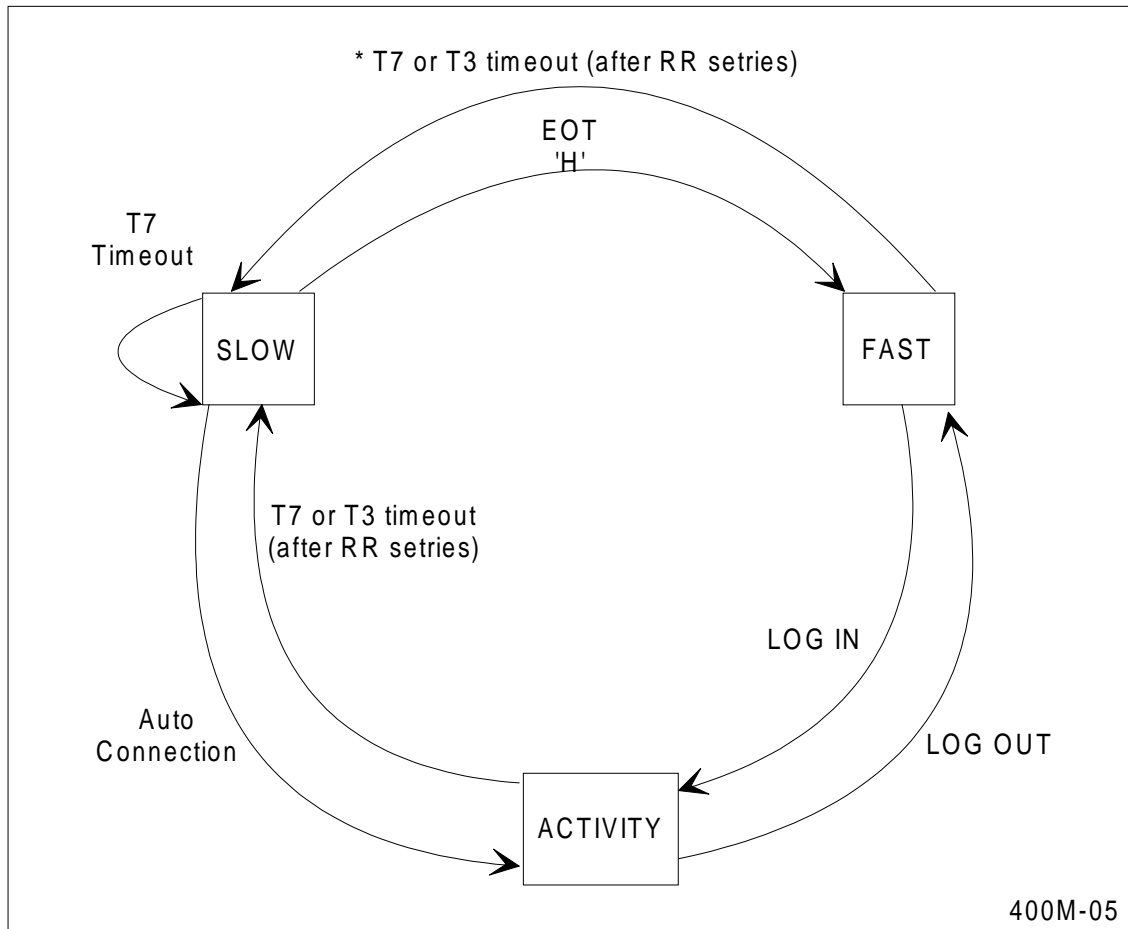 * T7 or T3 timeout (after RR setries)
EOT
'H'
T7
Timeout
SLOW
FAST
T7 or T3 timeout
(after RR setries)
LOG IN
Auto
Connection
LOG OUT
ACTIVITY
400M-05